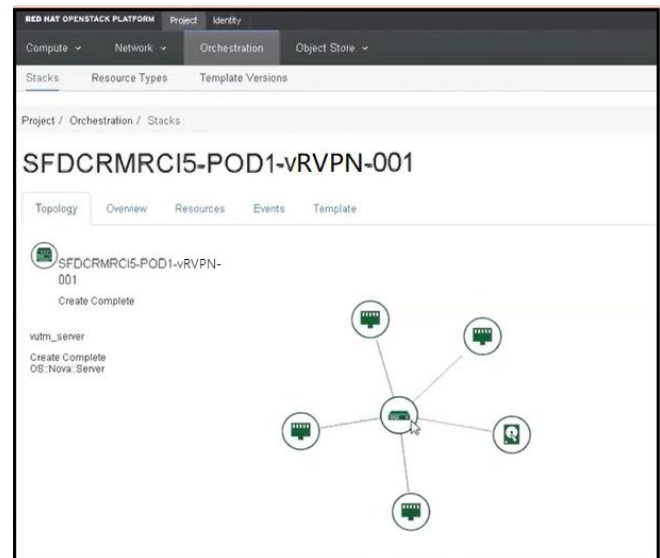 RED HAT OPENSTACK PLATFORM Project Identity
Compute Network Orchestration Object Store
Stacks Resource Types Template Versions
Project / Orchestration / Stacks
SFDCRMRCI5-POD1-vRVPN-001
Topology Overview Resources Events Template
SFDCRMRCI5-POD1-vRVPN-
001
Create Complete
vutm_server
Create Complete
OS::Nova::Server